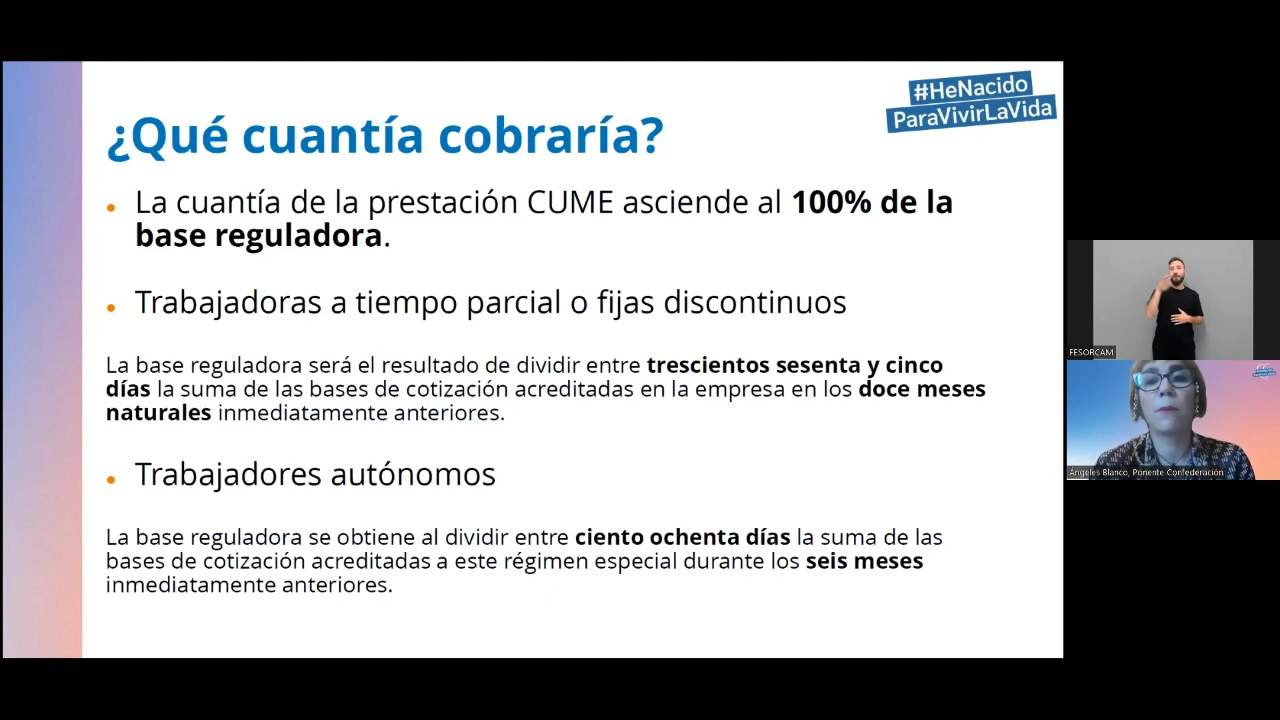 #HeNacido
ParaVivirLaVida
¿Qué cuantía cobraría?
• La cuantía de la prestación CUME asciende al 100% de la
base reguladora.
• Trabajadoras a tiempo parcial o fijas discontinuos
La base reguladora será el resultado de dividir entre trescientos sesenta y cinco
días la suma de las bases de cotización acreditadas en la empresa en los doce meses
naturales inmediatamente anteriores.
• Trabajadores autónomos
La base reguladora se obtiene al dividir entre ciento ochenta días la suma de las
bases de cotización acreditadas a este régimen especial durante los seis meses
inmediatamente anteriores.
FESORCAM
Ángeles Blanco, Ponente Confederación